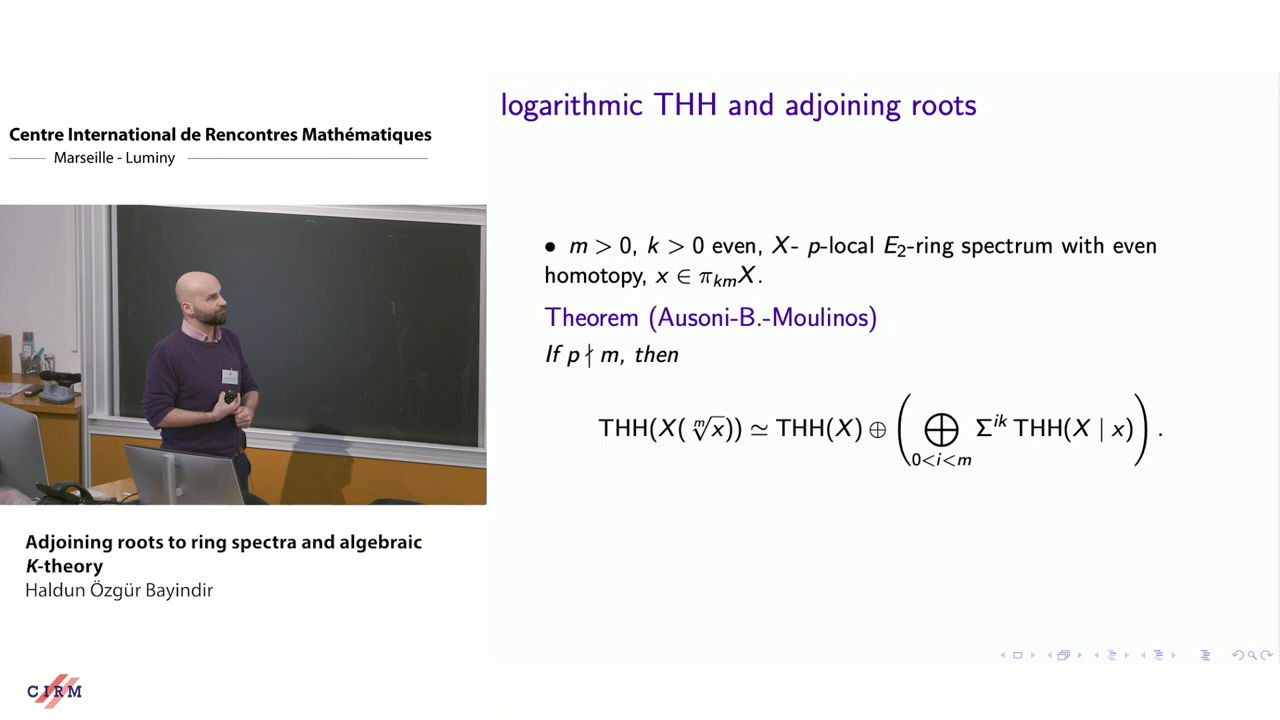 Centre International de Rencontres Mathématiques
Marseille - Luminy
Adjoining roots to ring spectra and algebraic
K-theory
Haldun Özgür Bayindir
CIRM
logarithmic THH and adjoining roots
• m > 0, k > 0 even, X- p-local E₂-ring spectrum with even
homotopy, x ∈ π_{km}X.
Theorem (Ausoni-B.-Moulinos)
If p ∤ m, then
THH(X(ᵐ√x)) ≃ THH(X) ⊕ (⊕_{0<i<m} Σ^{ik} THH(X | x)).